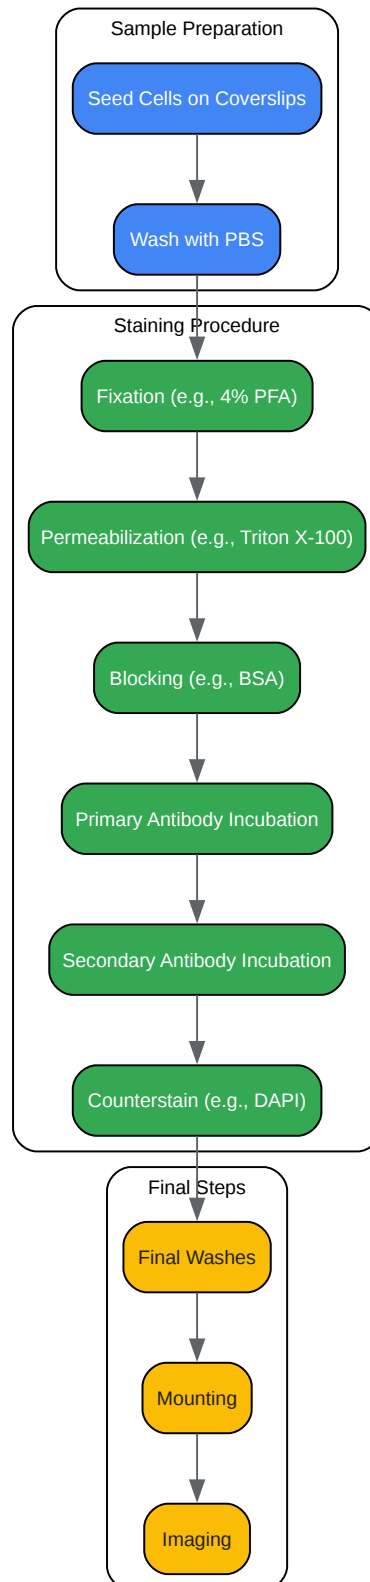 Sample Preparation
Seed Cells on Coverslips
Wash with PBS
Staining Procedure
Fixation (e.g., 4% PFA)
Permeabilization (e.g., Triton X-100)
Blocking (e.g., BSA)
Primary Antibody Incubation
Secondary Antibody Incubation
Counterstain (e.g., DAPI)
Final Steps
Final Washes
Mounting
Imaging